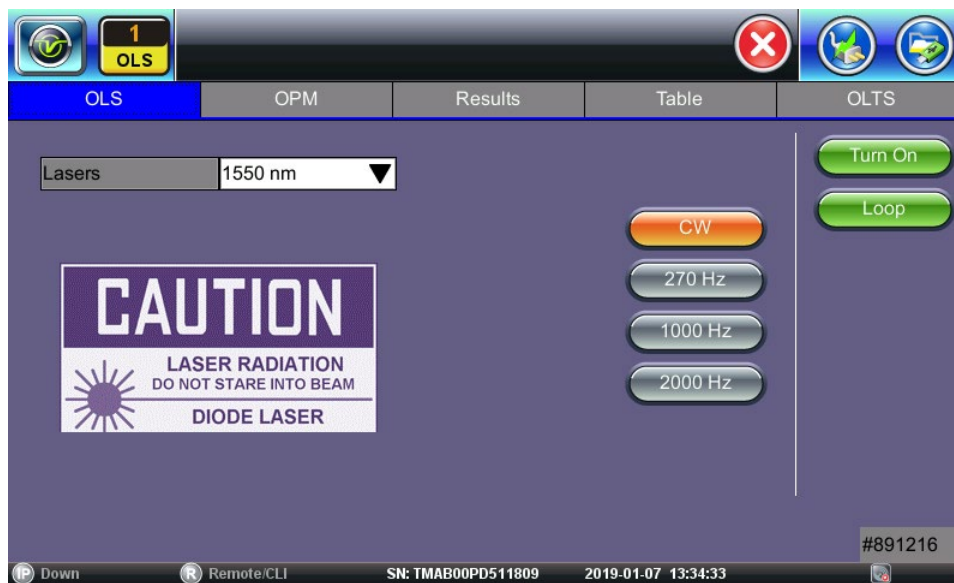 1
OLS
OLS OPM Results Table OLTS
Lasers 1550 nm
Turn On
Loop
CW
270 Hz
1000 Hz
2000 Hz
CAUTION
LASER RADIATION
DO NOT STARE INTO BEAM
DIODE LASER
#891216
IP Down R Remote/CLI SN: TMAB00PD511809 2019-01-07 13:34:33